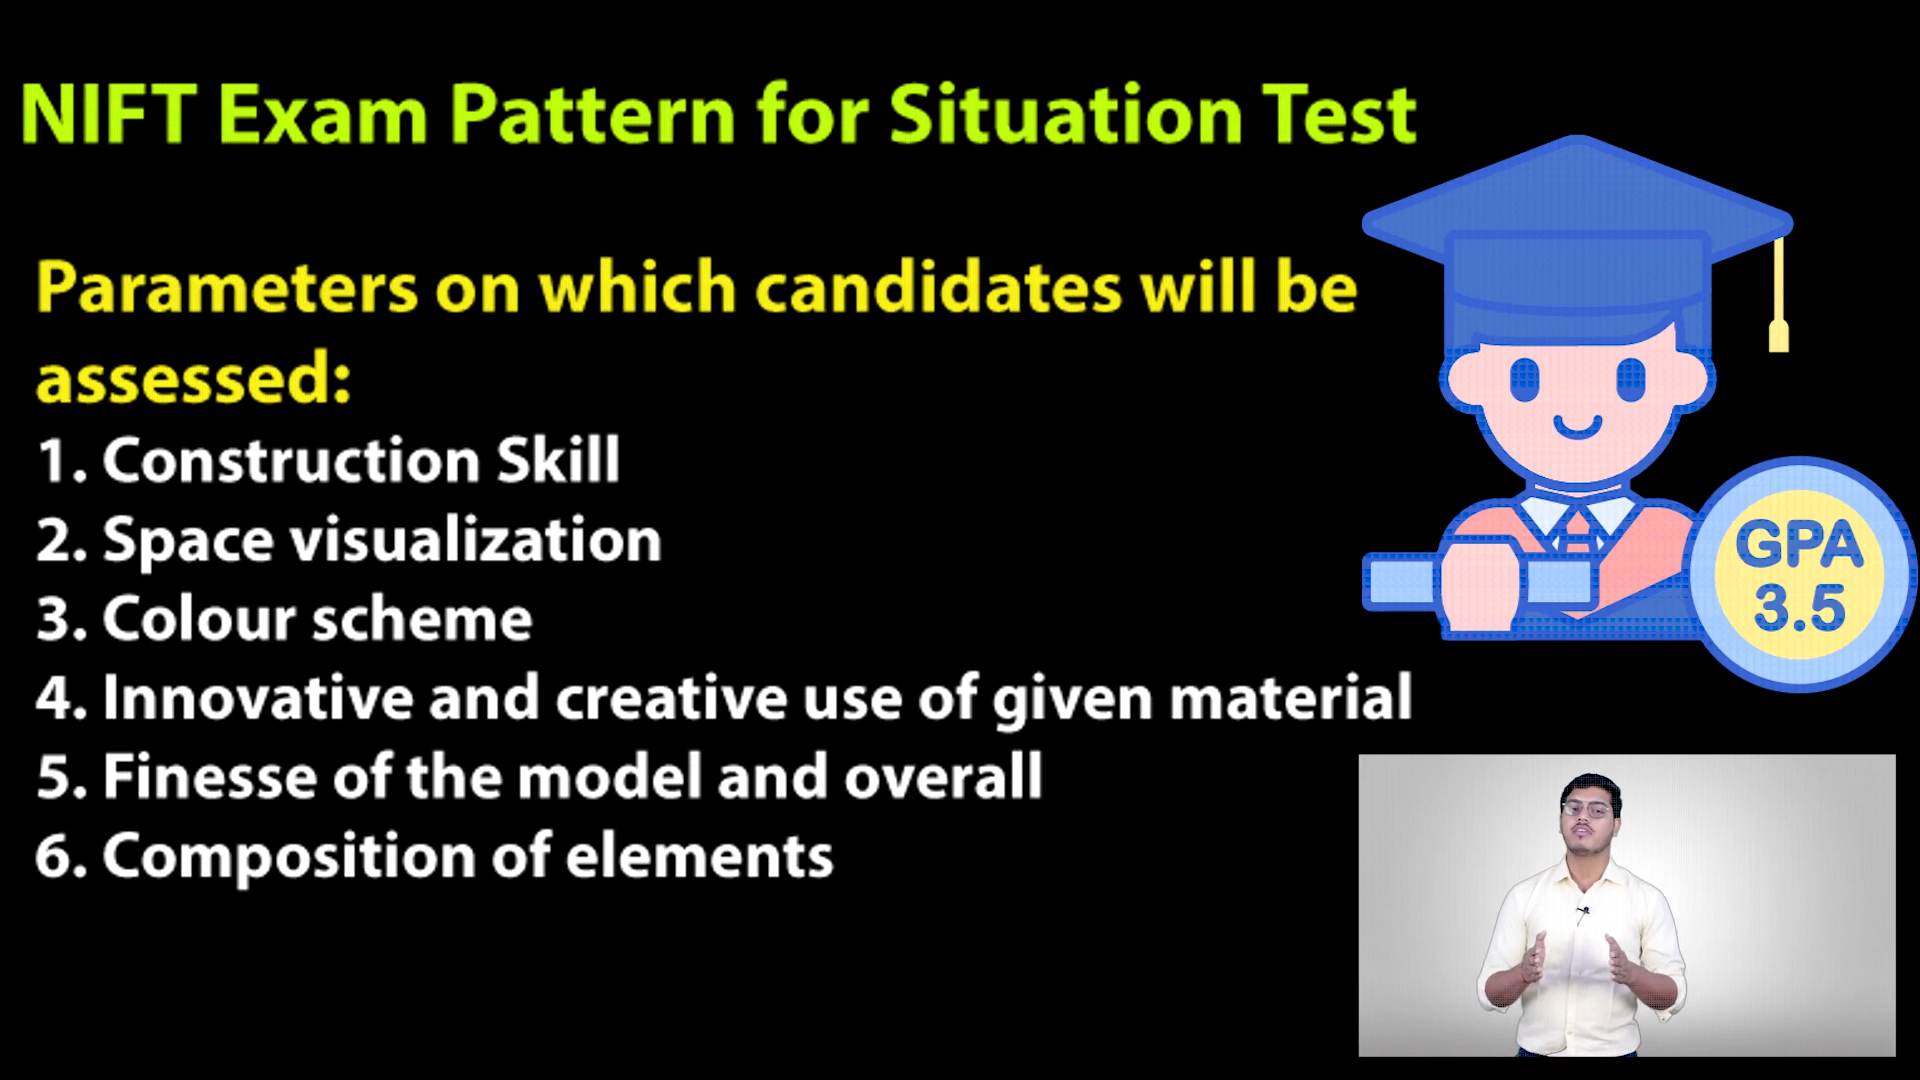 NIFT Exam Pattern for Situation Test
Parameters on which candidates will be
assessed:
1. Construction Skill
2. Space visualization
3. Colour scheme
4. Innovative and creative use of given material
5. Finesse of the model and overall
6. Composition of elements
GPA
3.5